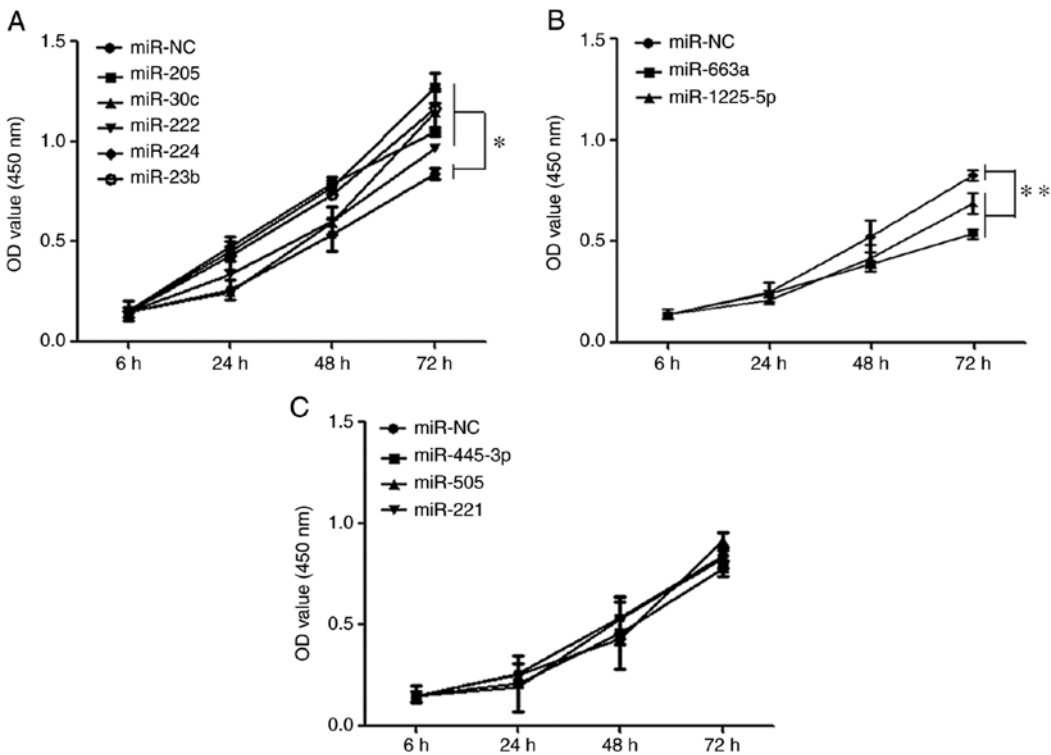 A
1.5
1.0
0.5
0.0
OD value (450 nm)
miR-NC
miR-205
miR-30c
miR-222
miR-224
miR-23b
*
6 h 24 h 48 h 72 h
B
1.5
1.0
0.5
0.0
OD value (450 nm)
miR-NC
miR-663a
miR-1225-5p
**
6 h 24 h 48 h 72 h
C
1.5
1.0
0.5
0.0
OD value (450 nm)
miR-NC
miR-445-3p
miR-505
miR-221
6 h 24 h 48 h 72 h